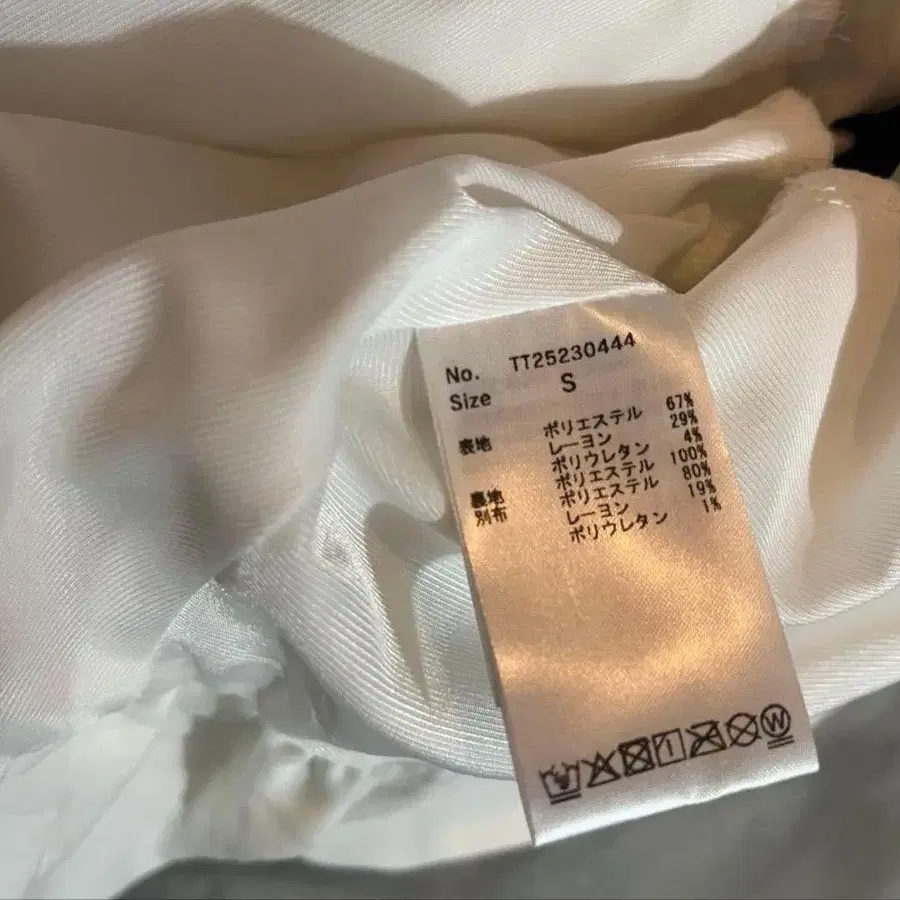 No. TT25230444
Size S
表地 ポリエステル 67%
レーヨン 29%
ポリウレタン 4%
裏地 ポリエステル 100%
別布 ポリエステル 80%
レーヨン 19%
ポリウレタン 1%
W